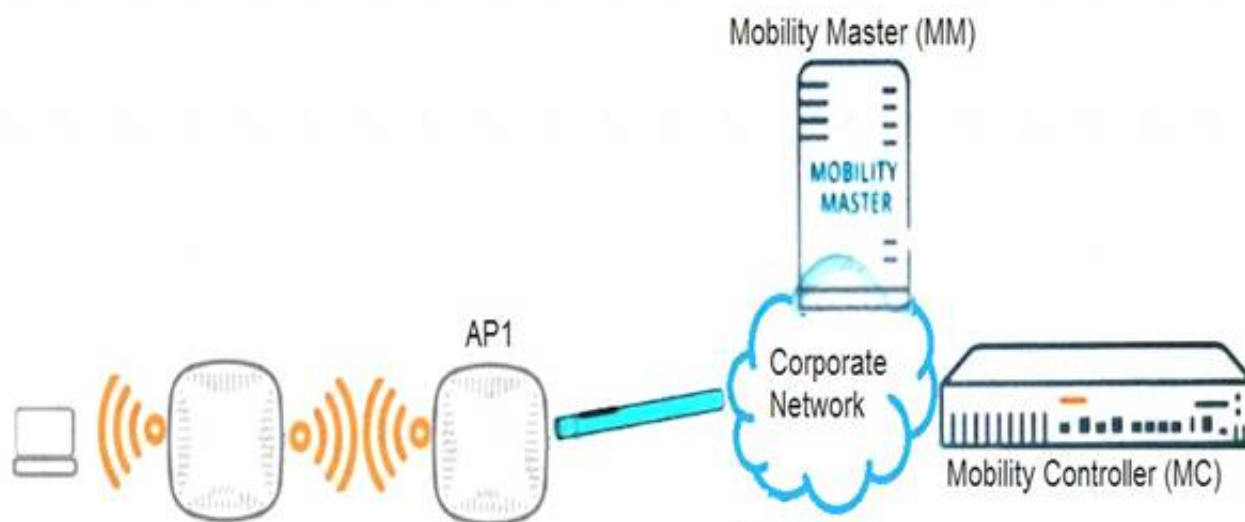 Mobility Master (MM)
MOBILITY
MASTER
AP1
Corporate
Network
Mobility Controller (MC)